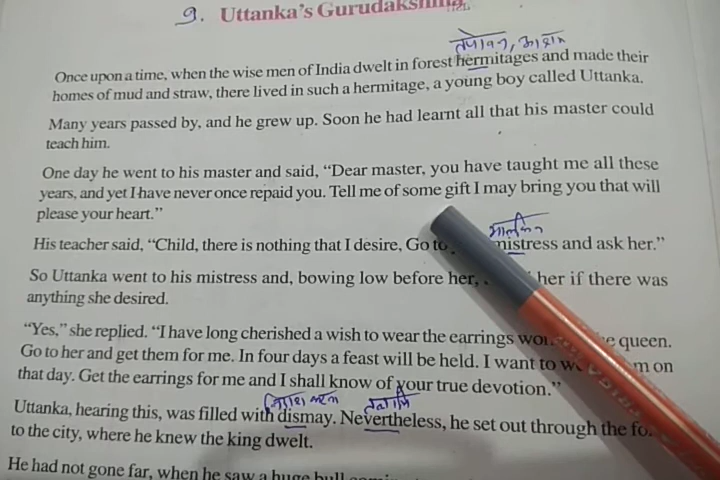 9. Uttanka's Gurudakshina
तपोवन, आश्रम
Once upon a time, when the wise men of India dwelt in forest hermitages and made their
homes of mud and straw, there lived in such a hermitage, a young boy called Uttanka.
Many years passed by, and he grew up. Soon he had learnt all that his master could
teach him.
One day he went to his master and said, “Dear master, you have taught me all these
years, and yet I have never once repaid you. Tell me of some gift I may bring you that will
please your heart.”
मालकिन
His teacher said, “Child, there is nothing that I desire, Go to mistress and ask her.”
So Uttanka went to his mistress and, bowing low before her, her if there was
anything she desired.
“Yes,” she replied. “I have long cherished a wish to wear the earrings queen.
Go to her and get them for me. In four days a feast will be held. I want to on
that day. Get the earrings for me and I shall know of your true devotion.”
तथापि
Uttanka, hearing this, was filled with dismay. Nevertheless, he set out through the
to the city, where he knew the king dwelt.
He had not gone far, when he saw a huge bull